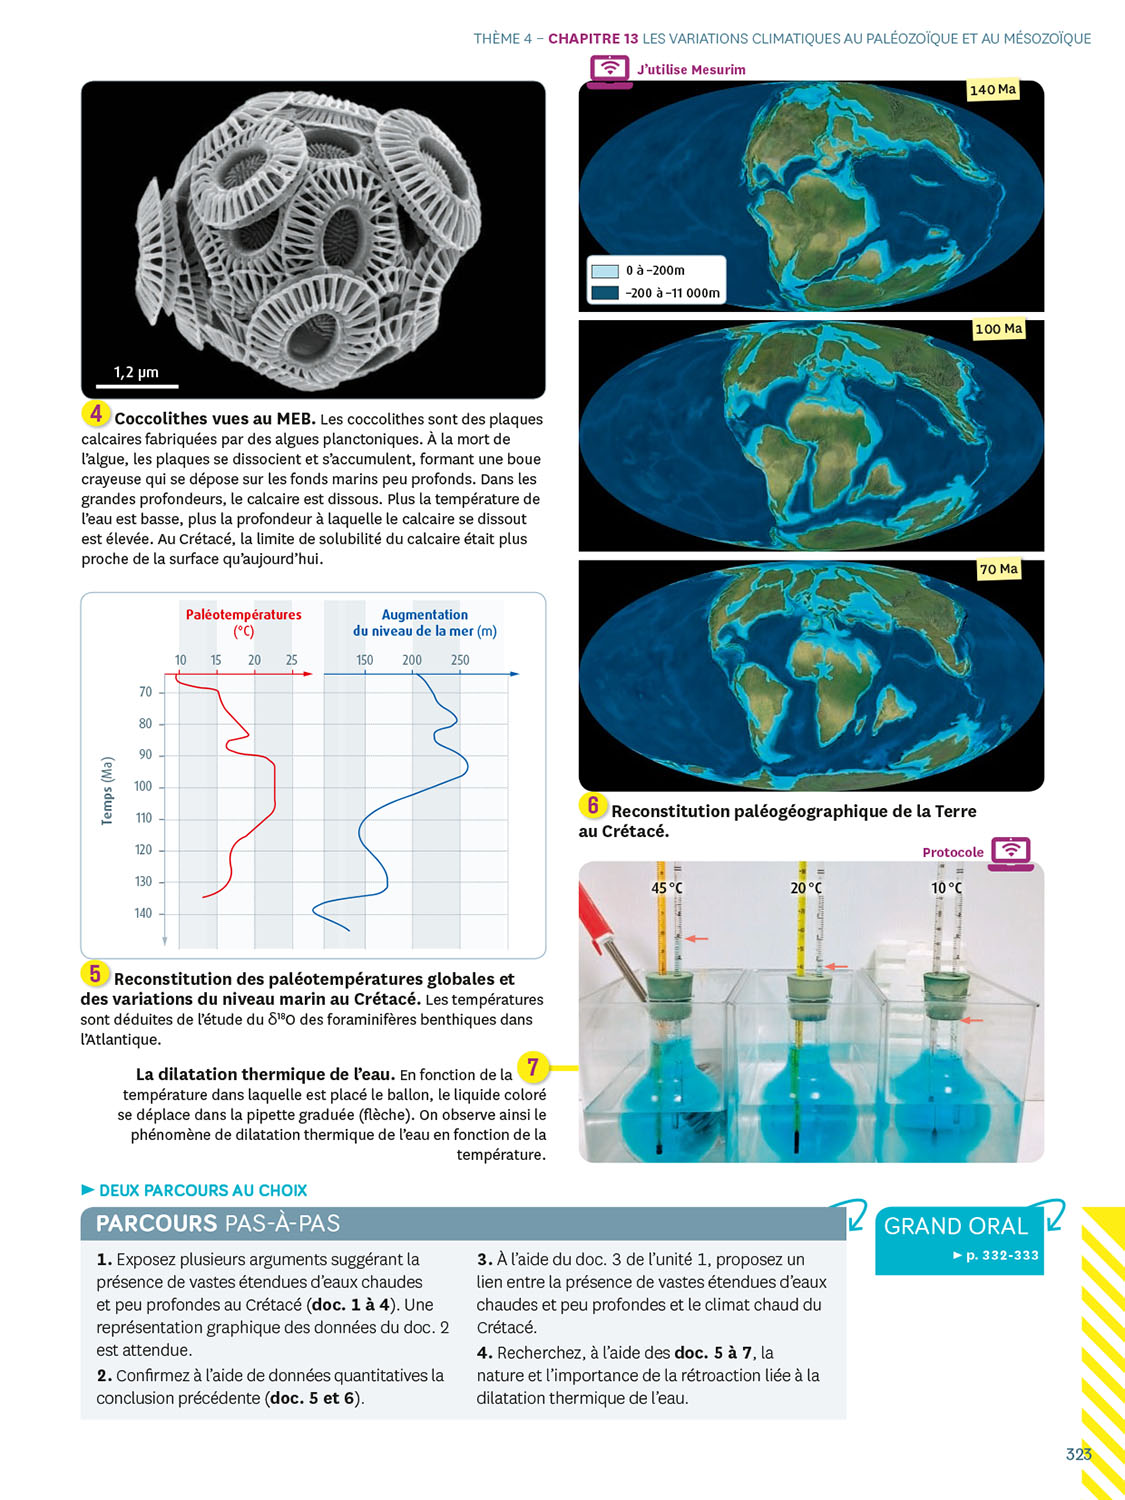 THÈME 4 – CHAPITRE 13 LES VARIATIONS CLIMATIQUES AU PALÉOZOÏQUE ET AU MÉSOZOÏQUE
1,2 µm
4 Coccolithes vues au MEB. Les coccolithes sont des plaques
calcaires fabriquées par des algues planctoniques. À la mort de
l'algue, les plaques se dissocient et s'accumulent, formant une boue
crayeuse qui se dépose sur les fonds marins peu profonds. Dans les
grandes profondeurs, le calcaire est dissous. Plus la température de
l'eau est basse, plus la profondeur à laquelle le calcaire se dissout
est élevée. Au Crétacé, la limite de solubilité du calcaire était plus
proche de la surface qu'aujourd'hui.
Paléotempératures
(°C)
Augmentation
du niveau de la mer (m)
10 15 20 25 150 200 250
Temps (Ma)
70
80
90
100
110
120
130
140
5 Reconstitution des paléotempératures globales et
des variations du niveau marin au Crétacé. Les températures
sont déduites de l'étude du δ¹⁸O des foraminifères benthiques dans
l'Atlantique.
J'utilise Mesurim
140 Ma
0 à –200m
–200 à –11 000m
100 Ma
70 Ma
6 Reconstitution paléogéographique de la Terre
au Crétacé.
Protocole
45 °C 20 °C 10 °C
7
La dilatation thermique de l'eau. En fonction de la
température dans laquelle est placé le ballon, le liquide coloré
se déplace dans la pipette graduée (flèche). On observe ainsi le
phénomène de dilatation thermique de l'eau en fonction de la
température.
► DEUX PARCOURS AU CHOIX
PARCOURS PAS-À-PAS
1. Exposez plusieurs arguments suggérant la
présence de vastes étendues d'eaux chaudes
et peu profondes au Crétacé (doc. 1 à 4). Une
représentation graphique des données du doc. 2
est attendue.
2. Confirmez à l'aide de données quantitatives la
conclusion précédente (doc. 5 et 6).
3. À l'aide du doc. 3 de l'unité 1, proposez un
lien entre la présence de vastes étendues d'eaux
chaudes et peu profondes et le climat chaud du
Crétacé.
4. Recherchez, à l'aide des doc. 5 à 7, la
nature et l'importance de la rétroaction liée à la
dilatation thermique de l'eau.
GRAND ORAL
► p. 332-333
323